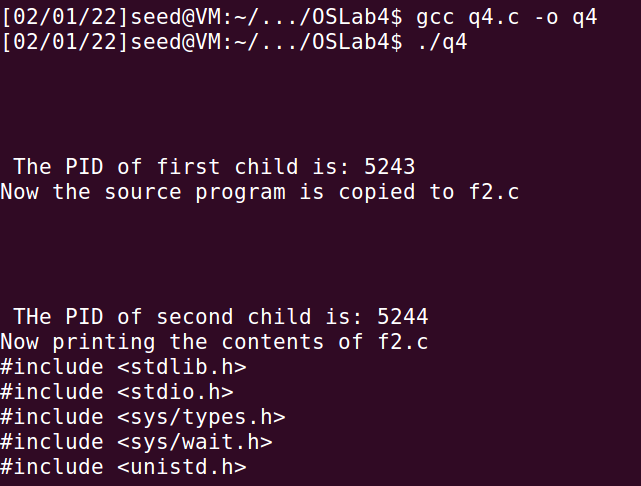 [02/01/22]seed@VM:~/.../OSLab4$ gcc q4.c -o q4
[02/01/22]seed@VM:~/.../OSLab4$ ./q4
The PID of first child is: 5243
Now the source program is copied to f2.c
THe PID of second child is: 5244
Now printing the contents of f2.c
#include <stdlib.h>
#include <stdio.h>
#include <sys/types.h>
#include <sys/wait.h>
#include <unistd.h>